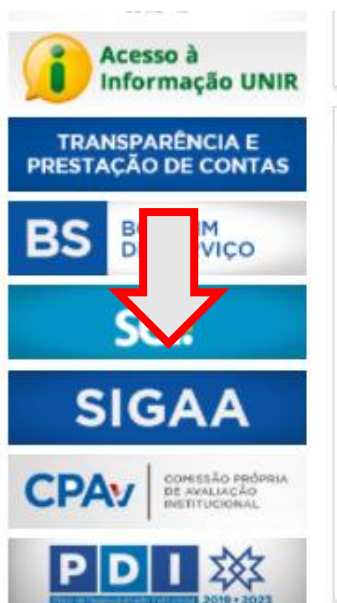 Acesso à
Informação UNIR
TRANSPARÊNCIA E
PRESTAÇÃO DE CONTAS
BS
SIGAA
CPAv
COMISSÃO PRÓPRIA
DE AVALIAÇÃO
INSTITUCIONAL
PDI
2019 • 2023